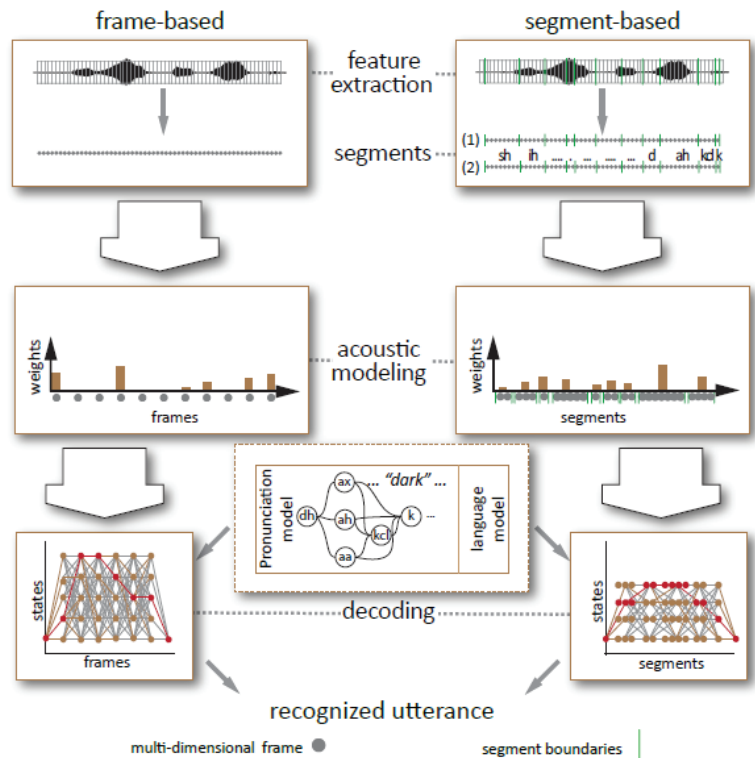 frame-based
segment-based
feature
extraction
segments
(1)
sh ih .... . ... .... ... d ah kd k
(2)
weights
frames
acoustic
modeling
weights
segments
Pronunciation
model
dh
ax
ah
aa
kcl
k
... "dark" ...
...
language
model
states
frames
decoding
states
segments
recognized utterance
multi-dimensional frame
segment boundaries